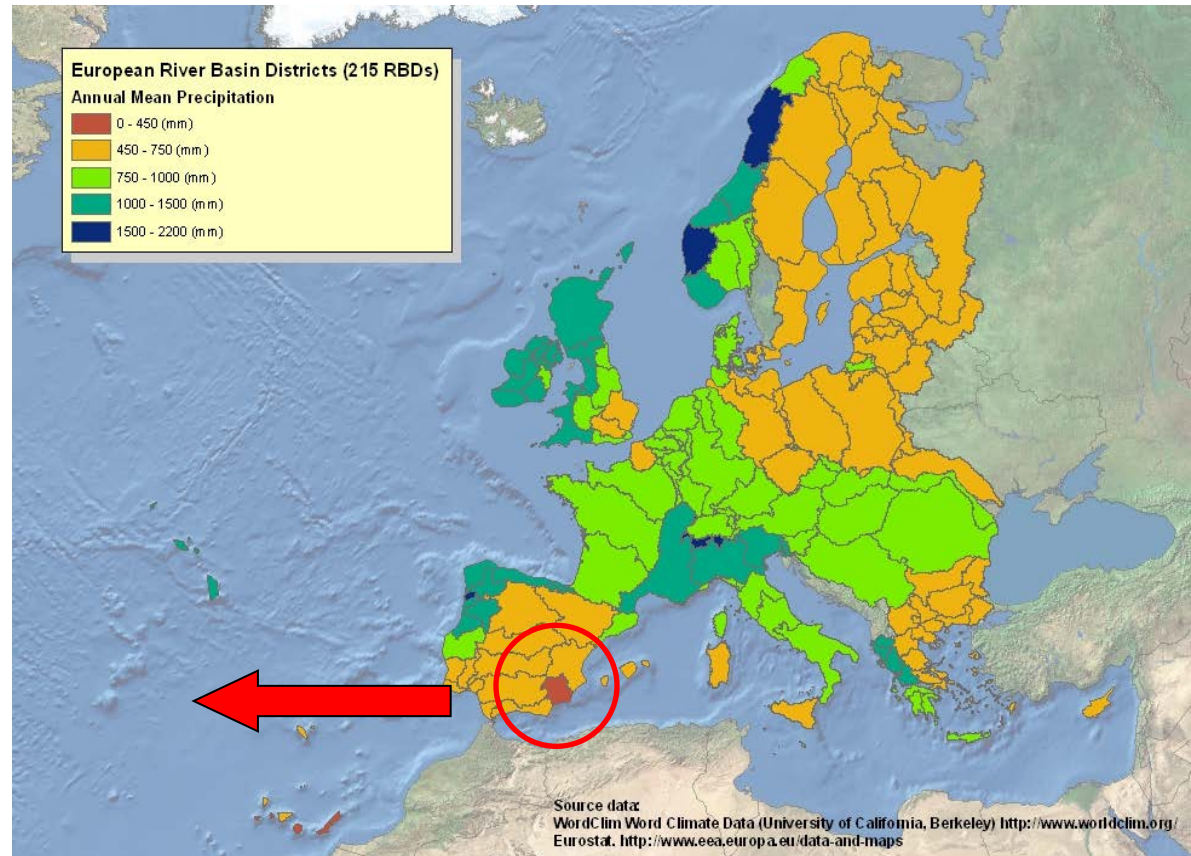 European River Basin Districts (215 RBDs)
Annual Mean Precipitation
0 - 450 (mm)
450 - 750 (mm)
750 - 1000 (mm)
1000 - 1500 (mm)
1500 - 2200 (mm)
Source data:
WordClim Word Climate Data (University of California, Berkeley) http://www.worldclim.org/
Eurostat. http://www.eea.europa.eu/data-and-maps